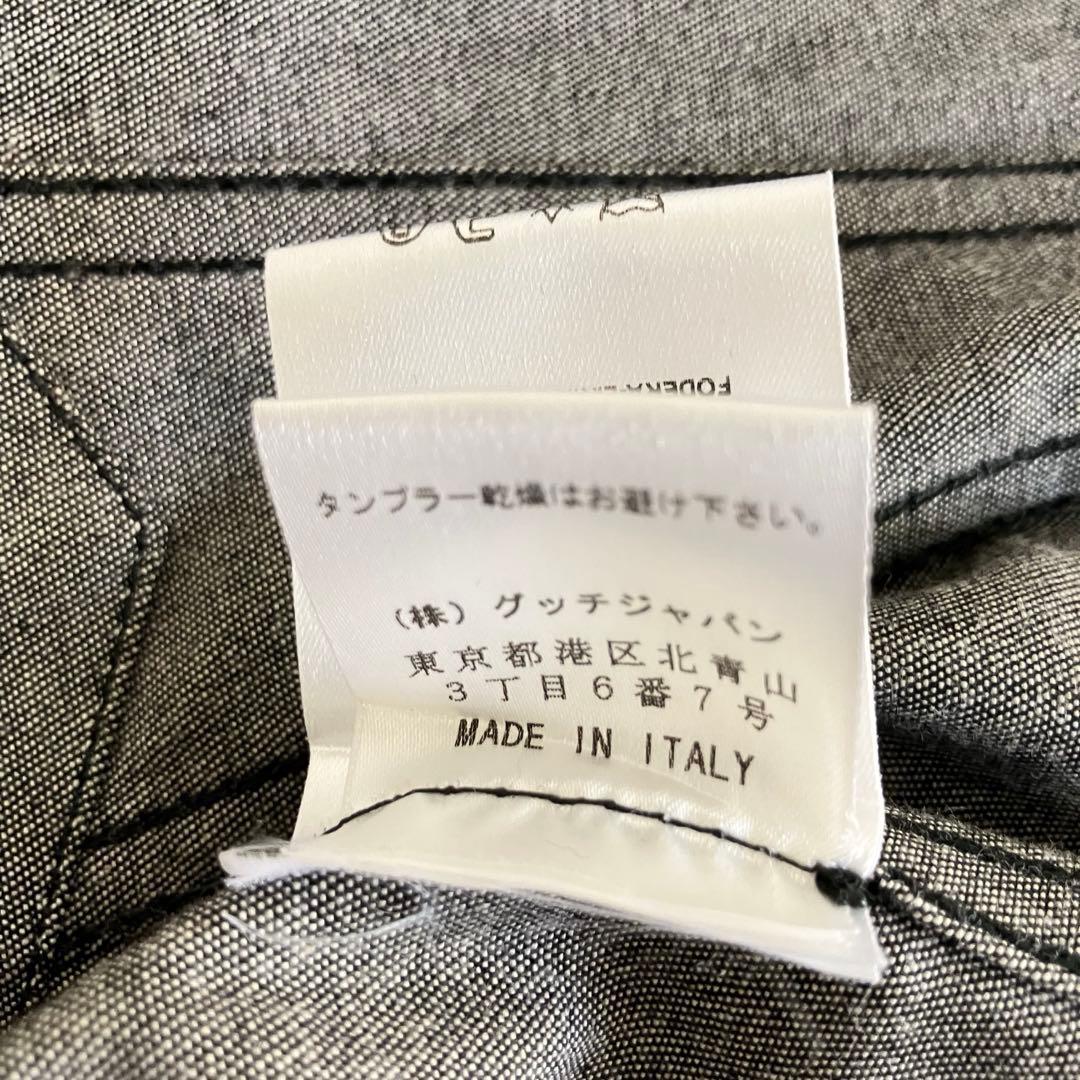 タンブラー乾燥はお避け下さい。
(株) グッチジャパン
東京都港区北青山
3丁目6番7号
MADE IN ITALY